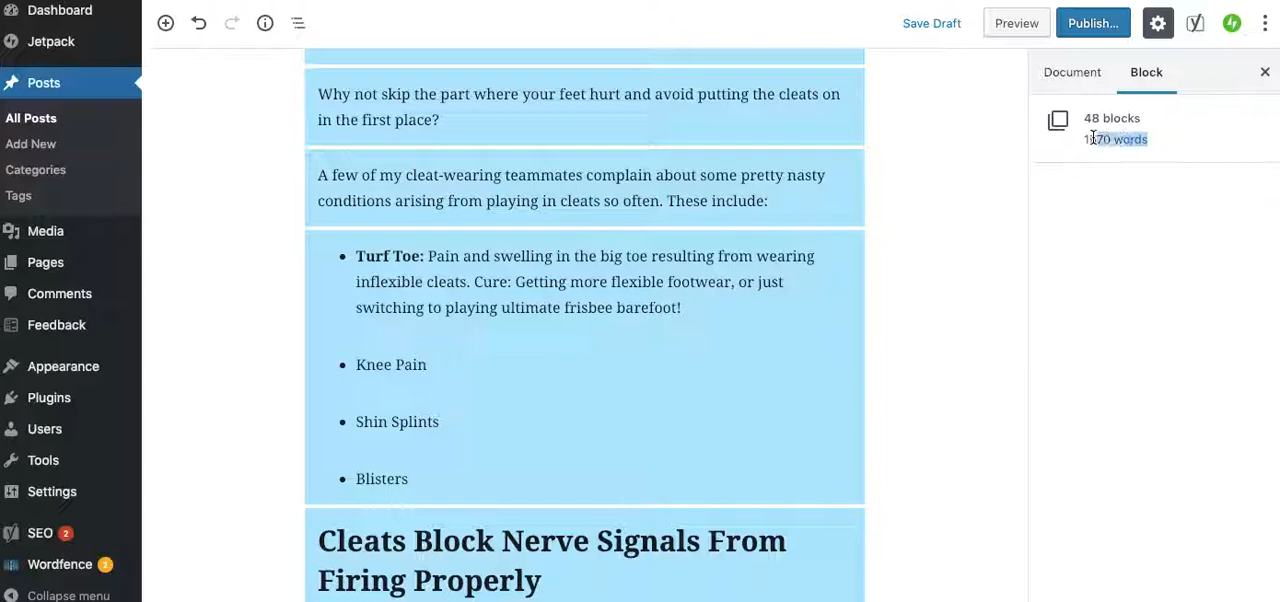 Dashboard
Jetpack
Posts
All Posts
Add New
Categories
Tags
Media
Pages
Comments
Feedback
Appearance
Plugins
Users
Tools
Settings
SEO 2
Wordfence
Collapse menu
Save Draft
Preview
Publish...
Why not skip the part where your feet hurt and avoid putting the cleats on
in the first place?
A few of my cleat-wearing teammates complain about some pretty nasty
conditions arising from playing in cleats so often. These include:
Turf Toe: Pain and swelling in the big toe resulting from wearing
inflexible cleats. Cure: Getting more flexible footwear, or just
switching to playing ultimate frisbee barefoot!
Knee Pain
Shin Splints
Blisters
Cleats Block Nerve Signals From
Firing Properly
Document
Block
48 blocks
words